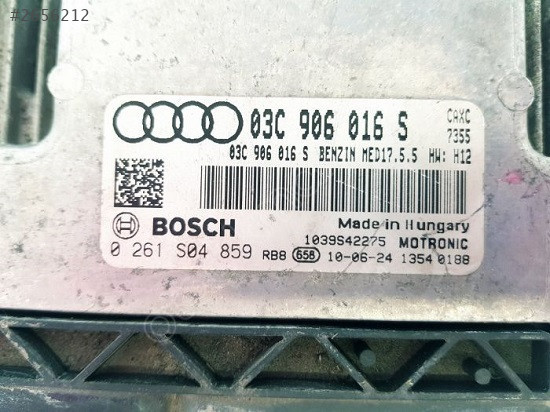 03C 906 016 S CAXC
7355
03C 906 016 S BENZIN MED17.5.5 HW: H12
BOSCH Made in Hungary
1039S42275 MOTRONIC
0 261 S04 859 RB8 658 10-06-24 1354 0188